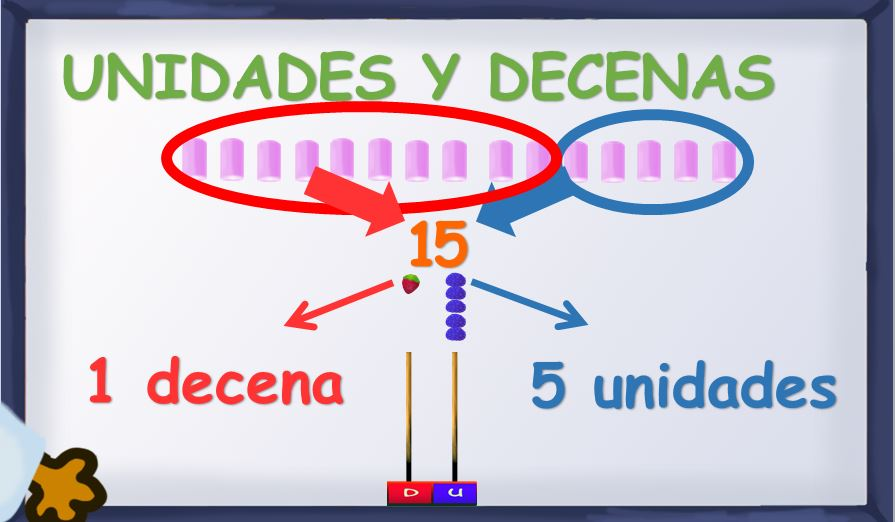 UNIDADES Y DECENAS
15
1 decena
5 unidades
D U